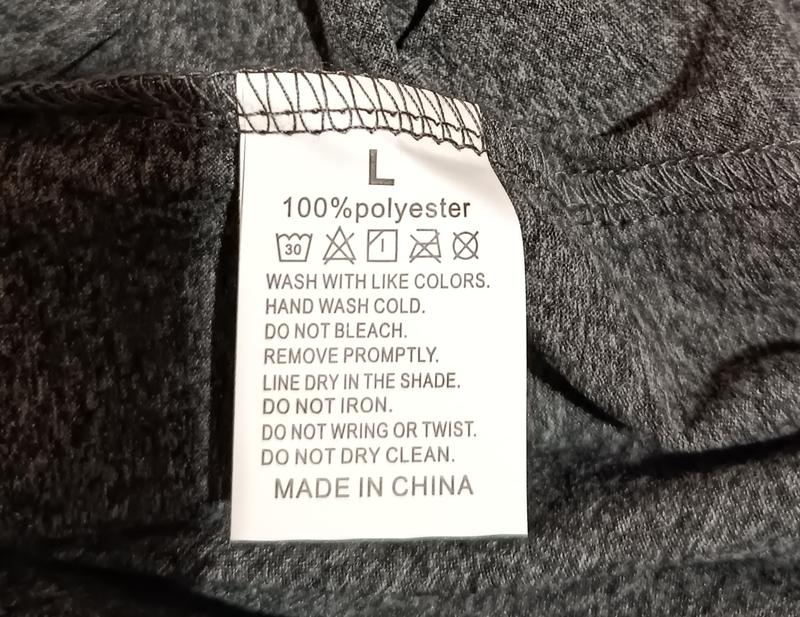 L
100%polyester
30
WASH WITH LIKE COLORS.
HAND WASH COLD.
DO NOT BLEACH.
REMOVE PROMPTLY.
LINE DRY IN THE SHADE.
DO NOT IRON.
DO NOT WRING OR TWIST.
DO NOT DRY CLEAN.
MADE IN CHINA